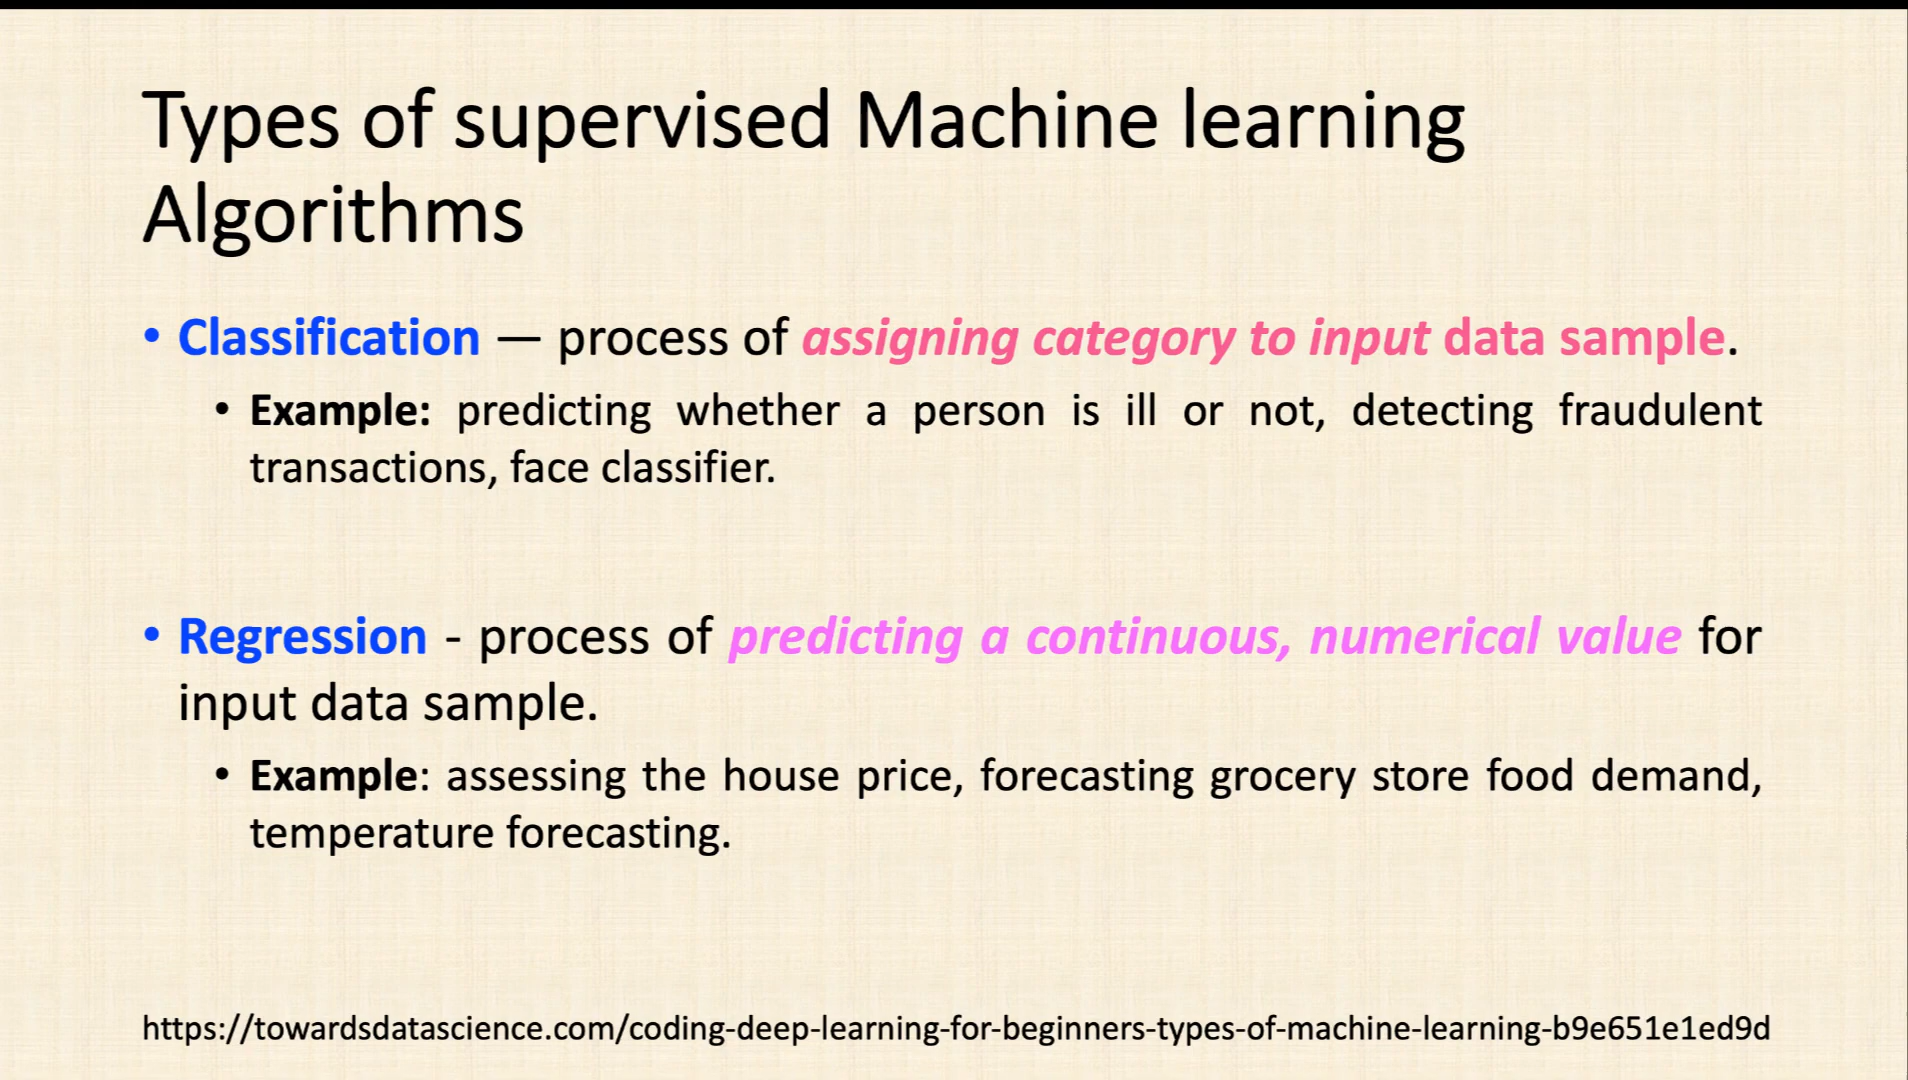 Types of supervised Machine learning
Algorithms
• Classification — process of assigning category to input data sample.
• Example: predicting whether a person is ill or not, detecting fraudulent
transactions, face classifier.
• Regression - process of predicting a continuous, numerical value for
input data sample.
• Example: assessing the house price, forecasting grocery store food demand,
temperature forecasting.
https://towardsdatascience.com/coding-deep-learning-for-beginners-types-of-machine-learning-b9e651e1ed9d